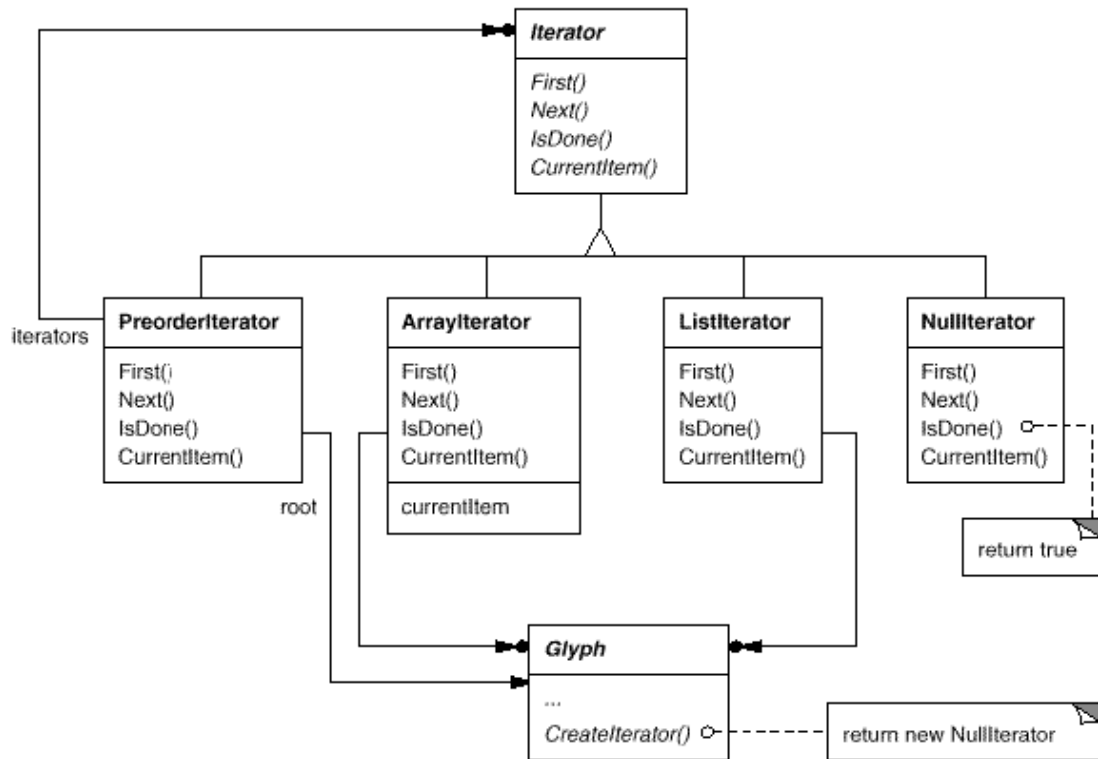 Iterator
First()
Next()
IsDone()
CurrentItem()
iterators
PreorderIterator
First()
Next()
IsDone()
CurrentItem()
root
ArrayIterator
First()
Next()
IsDone()
CurrentItem()
currentItem
ListIterator
First()
Next()
IsDone()
CurrentItem()
NullIterator
First()
Next()
IsDone()
CurrentItem()
return true
Glyph
...
CreateIterator()
return new NullIterator